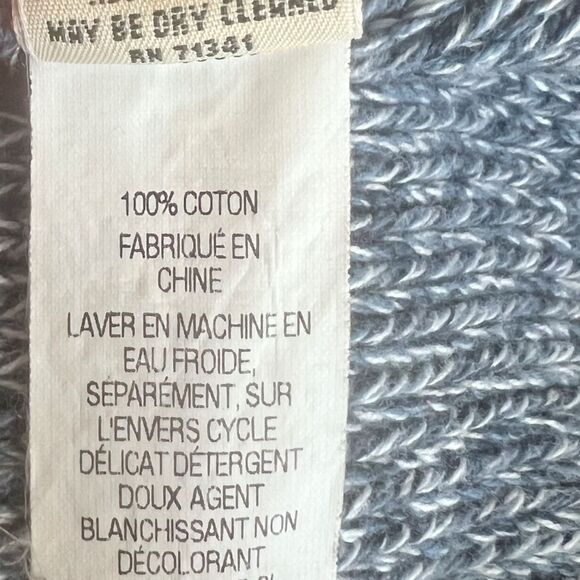 MAY BE DRY CLEANED
RN 71341
100% COTON
FABRIQUÉ EN
CHINE
LAVER EN MACHINE EN
EAU FROIDE,
SÉPARÉMENT, SUR
L'ENVERS CYCLE
DÉLICAT DÉTERGENT
DOUX AGENT
BLANCHISSANT NON
DÉCOLORANT